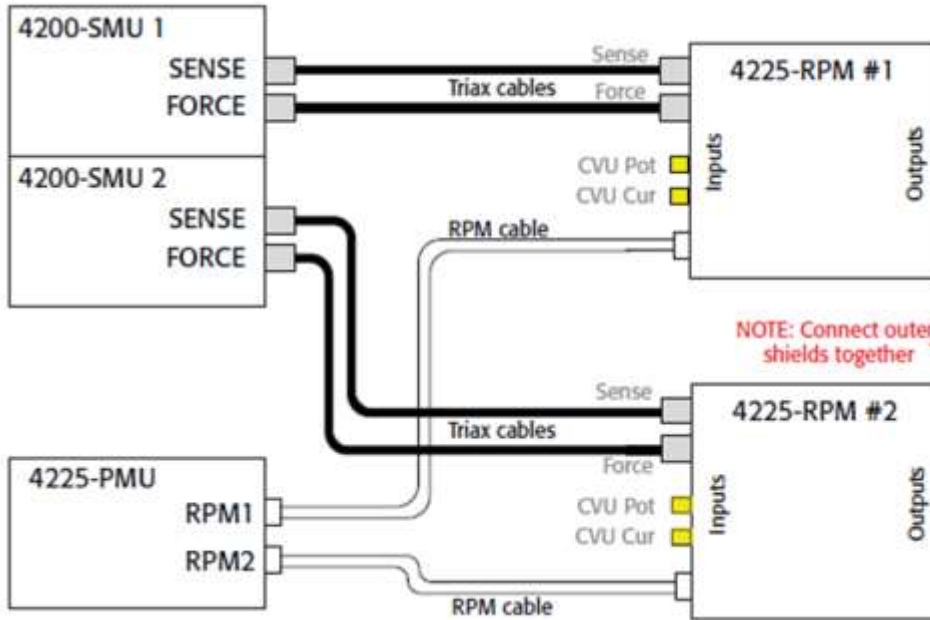 4200-SMU 1
SENSE
FORCE
4200-SMU 2
SENSE
FORCE
4225-PMU
RPM1
RPM2
Triax cables
RPM cable
Triax cables
RPM cable
Sense
Force
CVU Pot
CVU Cur
4225-RPM #1
Inputs
Outputs
NOTE: Connect outer
shields together
Sense
Force
CVU Pot
CVU Cur
4225-RPM #2
Inputs
Outputs